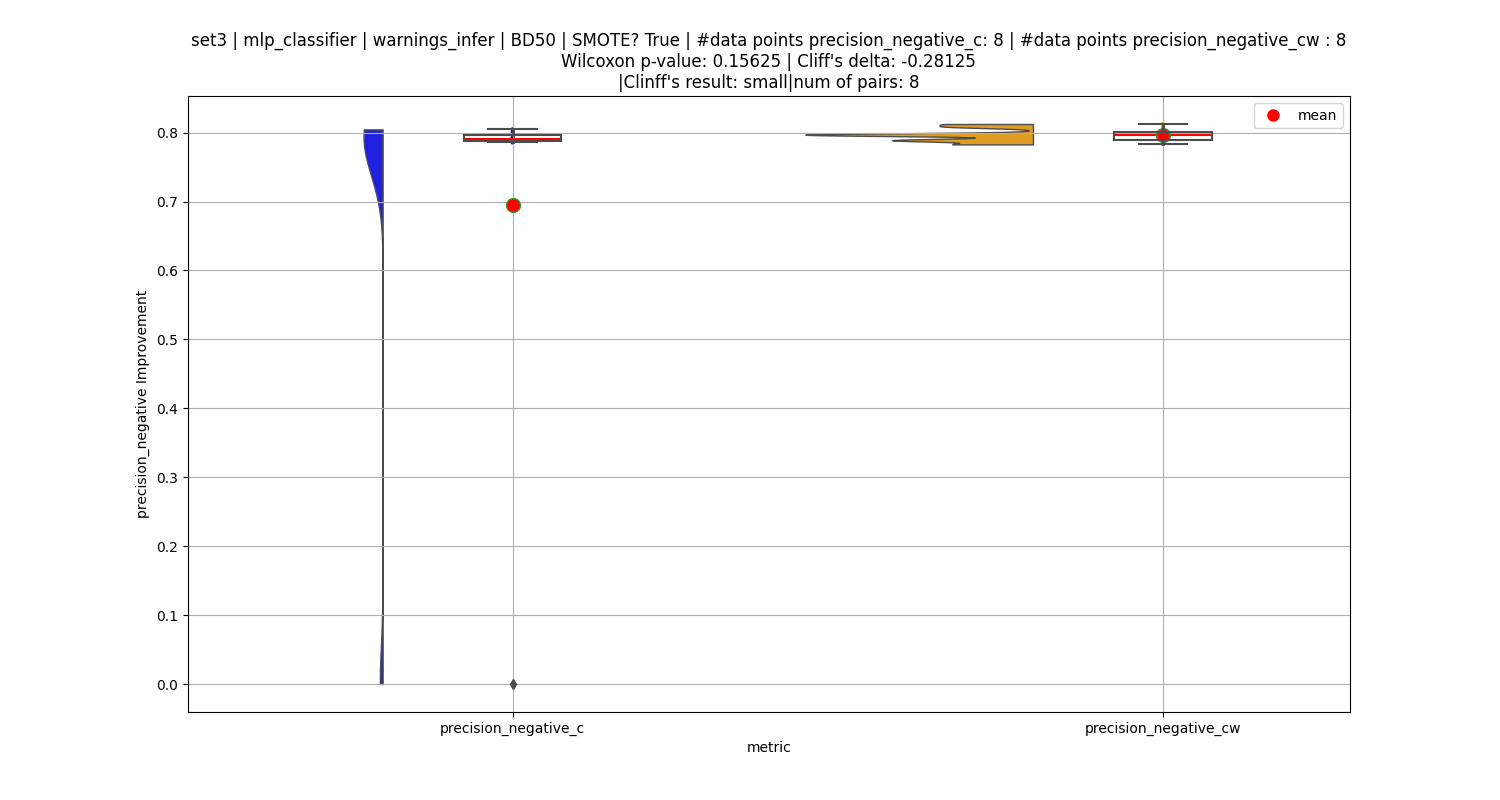 set3 | mlp_classifier | warnings_infer | BD50 | SMOTE? True | #data points precision_negative_c: 8 | #data points precision_negative_cw : 8
Wilcoxon p-value: 0.15625 | Cliff's delta: -0.28125
|Clinff's result: small|num of pairs: 8
mean
0.8
0.7
0.6
0.5
0.4
0.3
0.2
0.1
0.0
precision_negative Improvement
precision_negative_c
precision_negative_cw
metric